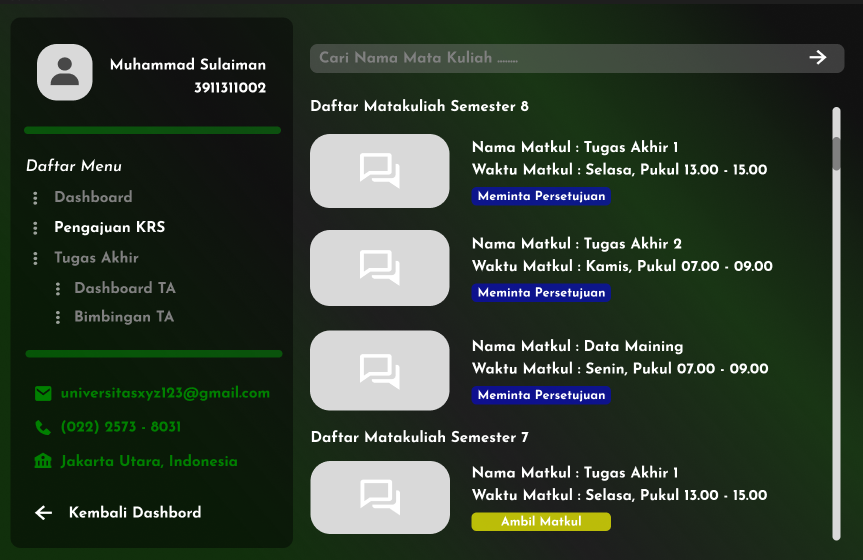 Muhammad Sulaiman
3911311002
Daftar Menu
Dashboard
Pengajuan KRS
Tugas Akhir
Dashboard TA
Bimbingan TA
universitasxyz123@gmail.com
(022) 2573 - 8031
Jakarta Utara, Indonesia
Kembali Dashbord
Cari Nama Mata Kuliah ........
Daftar Matakuliah Semester 8
Nama Matkul : Tugas Akhir 1
Waktu Matkul : Selasa, Pukul 13.00 - 15.00
Meminta Persetujuan
Nama Matkul : Tugas Akhir 2
Waktu Matkul : Kamis, Pukul 07.00 - 09.00
Meminta Persetujuan
Nama Matkul : Data Maining
Waktu Matkul : Senin, Pukul 07.00 - 09.00
Meminta Persetujuan
Daftar Matakuliah Semester 7
Nama Matkul : Tugas Akhir 1
Waktu Matkul : Selasa, Pukul 13.00 - 15.00
Ambil Matkul